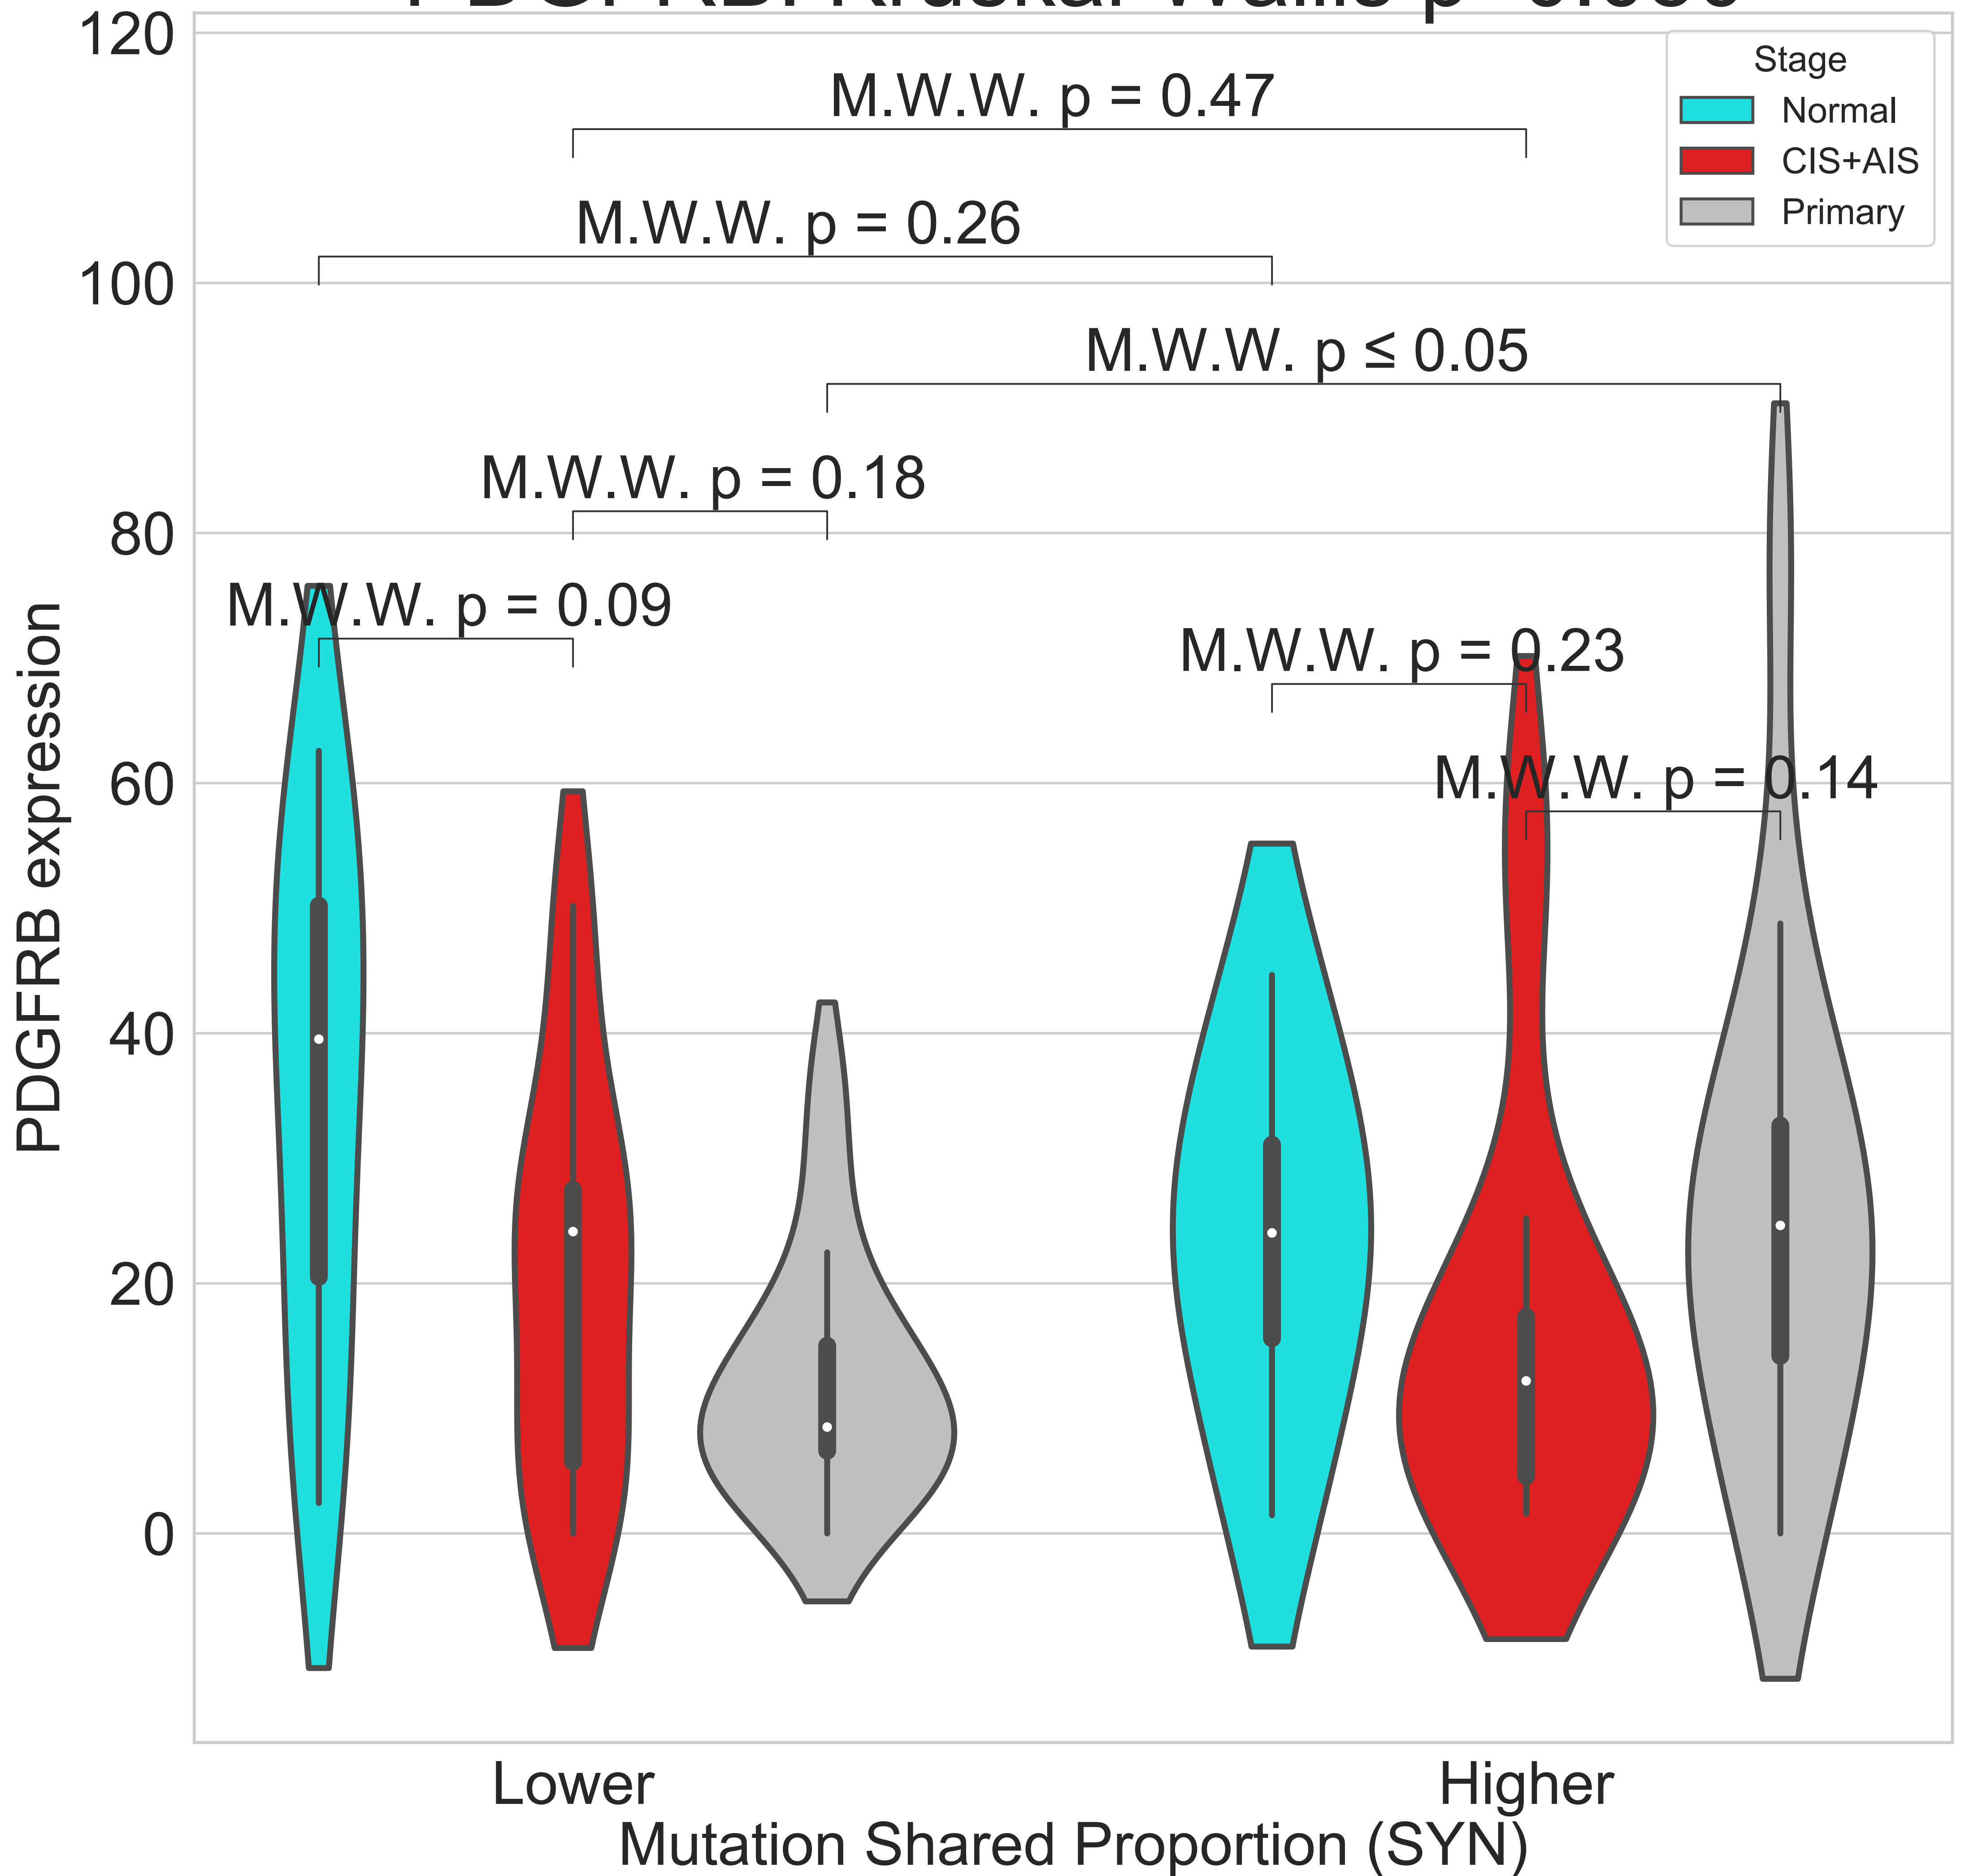 120
Stage
Normal
CIS+AIS
Primary
M.W.W. p = 0.47
M.W.W. p = 0.26
100
M.W.W. p ≤ 0.05
M.W.W. p = 0.18
80
M.W.W. p = 0.09
M.W.W. p = 0.23
M.W.W. p = 0.14
60
PDGFRB expression
40
20
0
Lower
Higher
Mutation Shared Proportion (SYN)